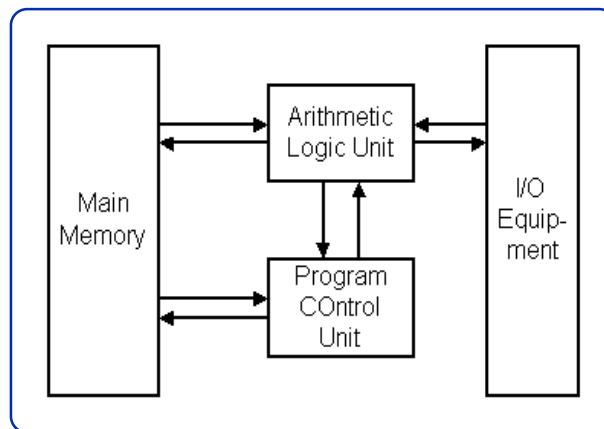 Main
Memory
Arithmetic
Logic Unit
Program
COntrol
Unit
I/O
Equip-
ment